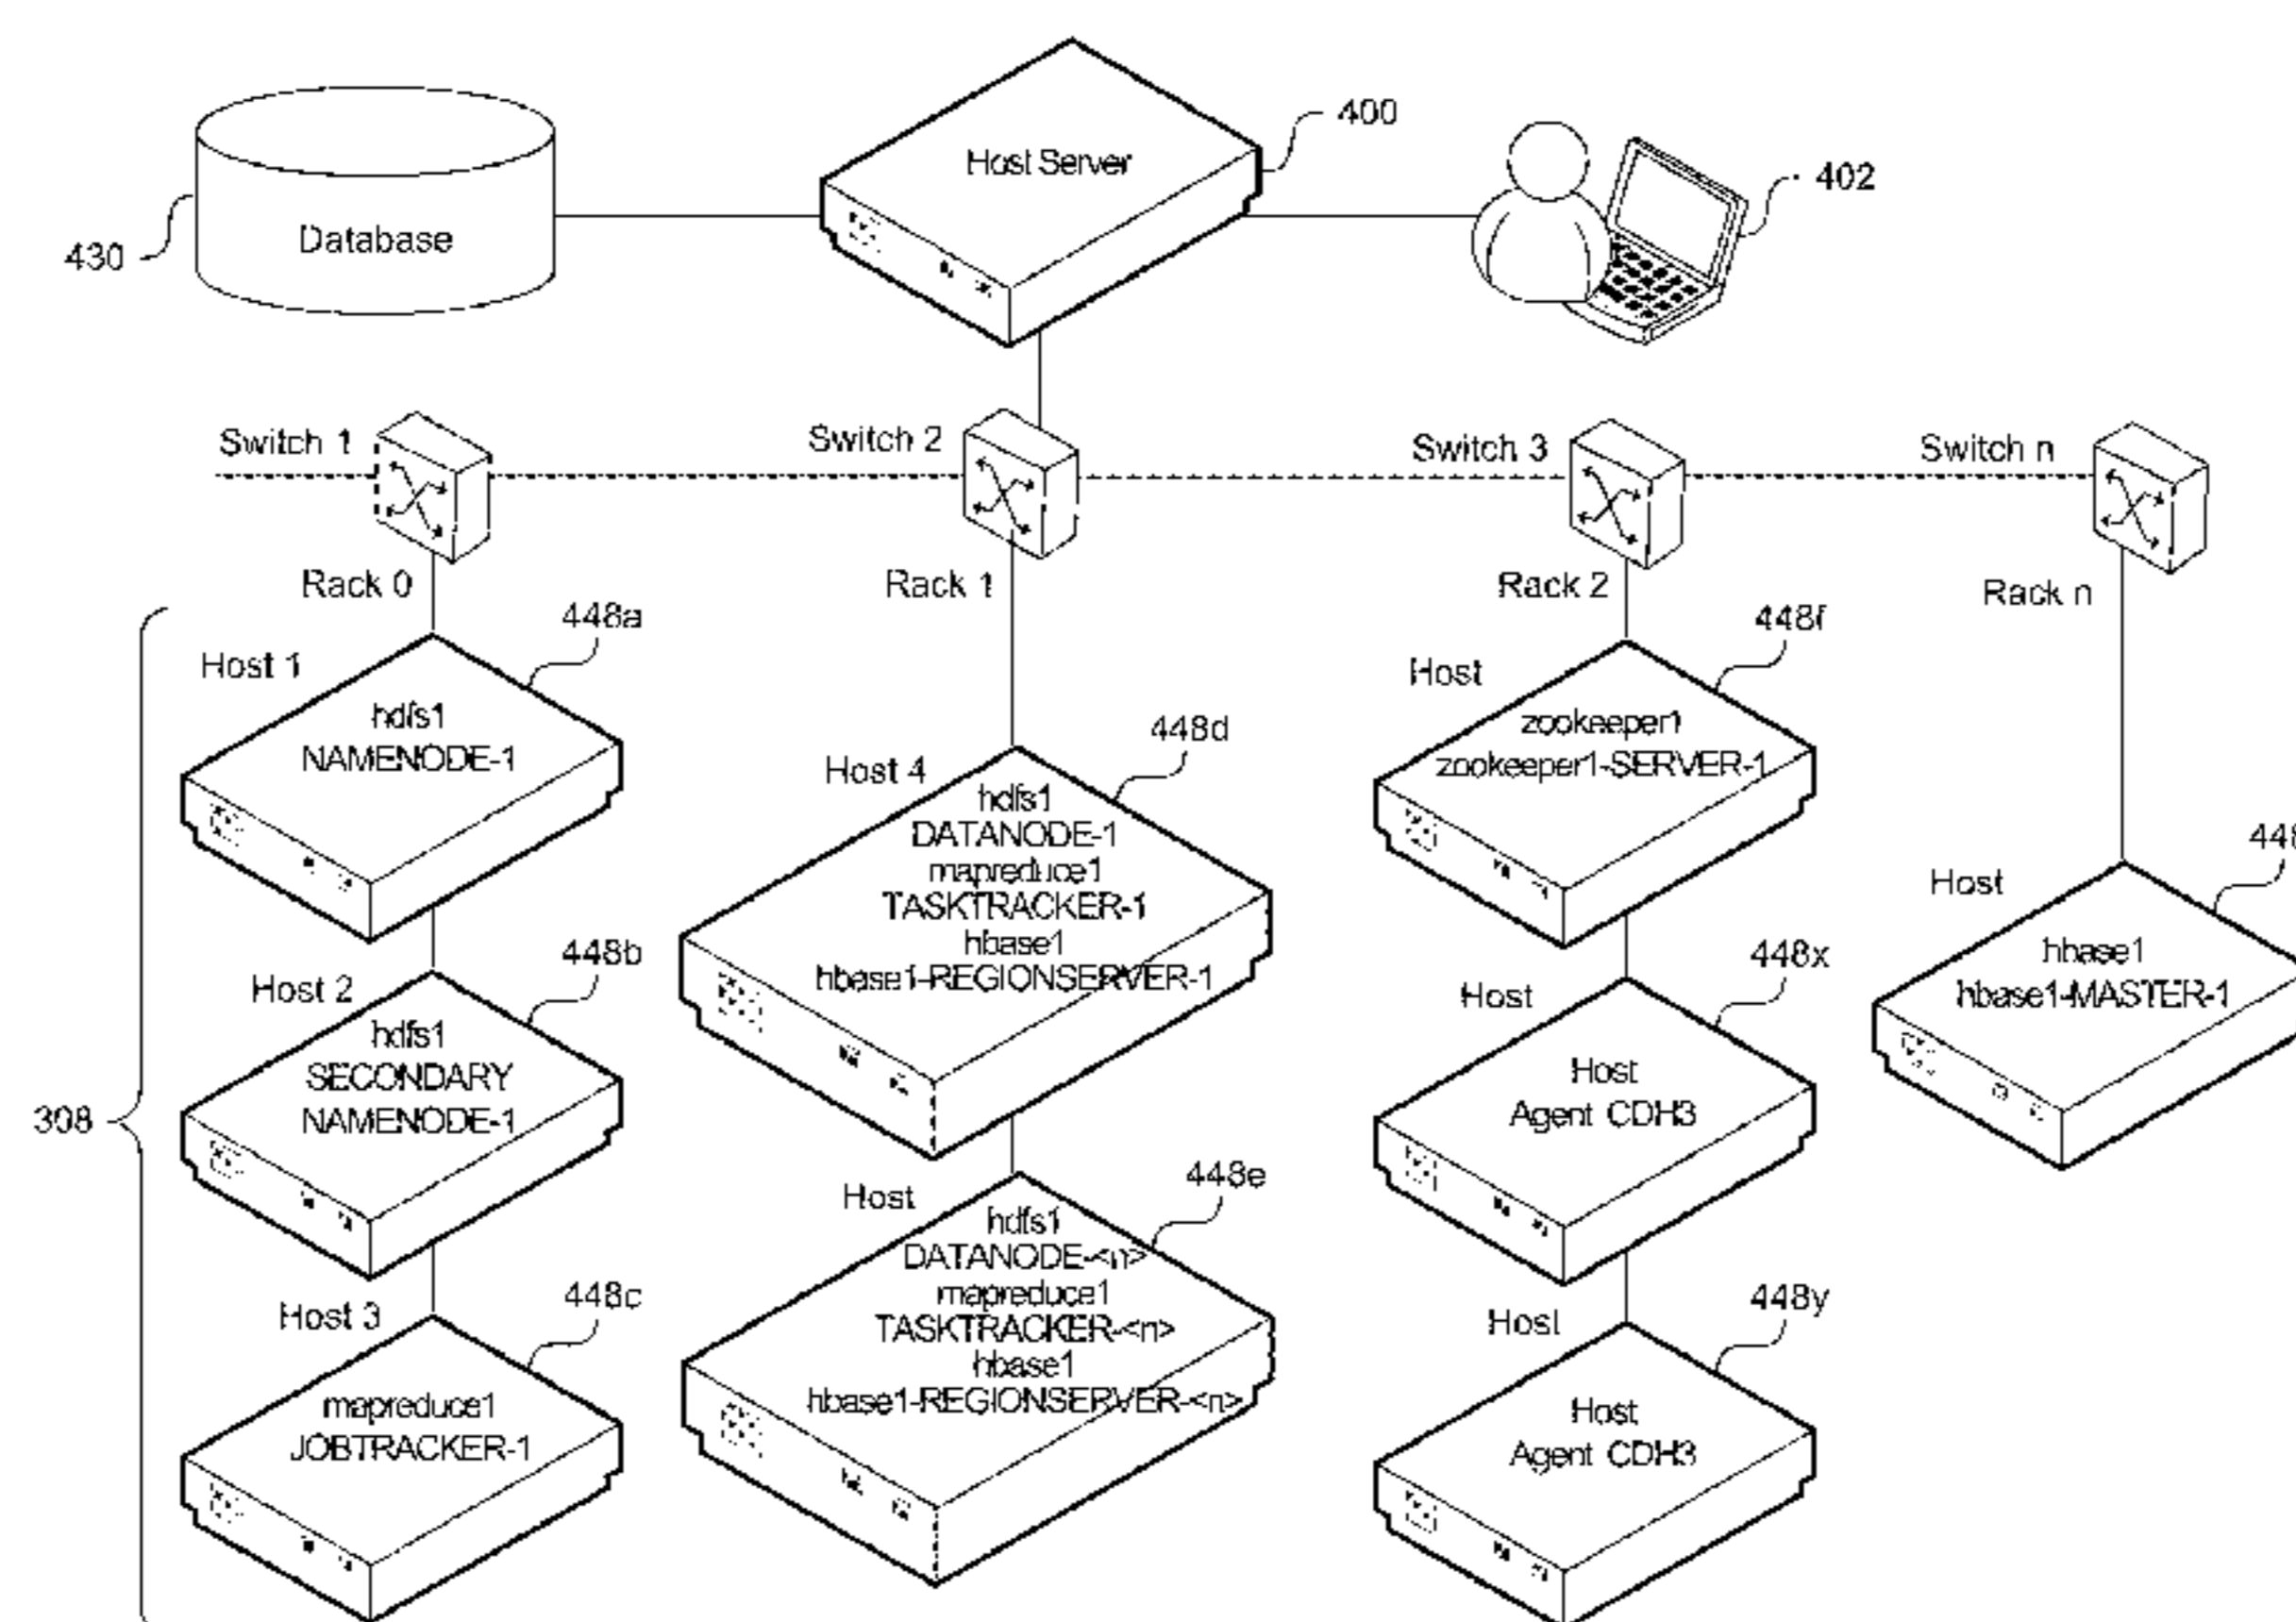 400
Host Server
402
430
Database
Switch 1
Switch 2
Switch 3
Switch n
Rack 0
Rack 1
Rack 2
Rack n
448a
Host 1
hdfs1
NAMENODE-1
448b
Host 2
hdfs1
SECONDARY
NAMENODE-1
308
448c
Host 3
mapreduce1
JOBTRACKER-1
448d
Host 4
hdfs1
DATANODE-1
mapreduce1
TASKTRACKER-1
hbase1
hbase1-REGIONSERVER-1
448e
Host
hdfs1
DATANODE-<n>
mapreduce1
TASKTRACKER-<n>
hbase1
hbase1-REGIONSERVER-<n>
448f
Host
zookeeper1
zookeeper1-SERVER-1
448x
Host
Host
Agent CDH3
448y
Host
Host
Agent CDH3
Host
hbase1
hbase1-MASTER-1